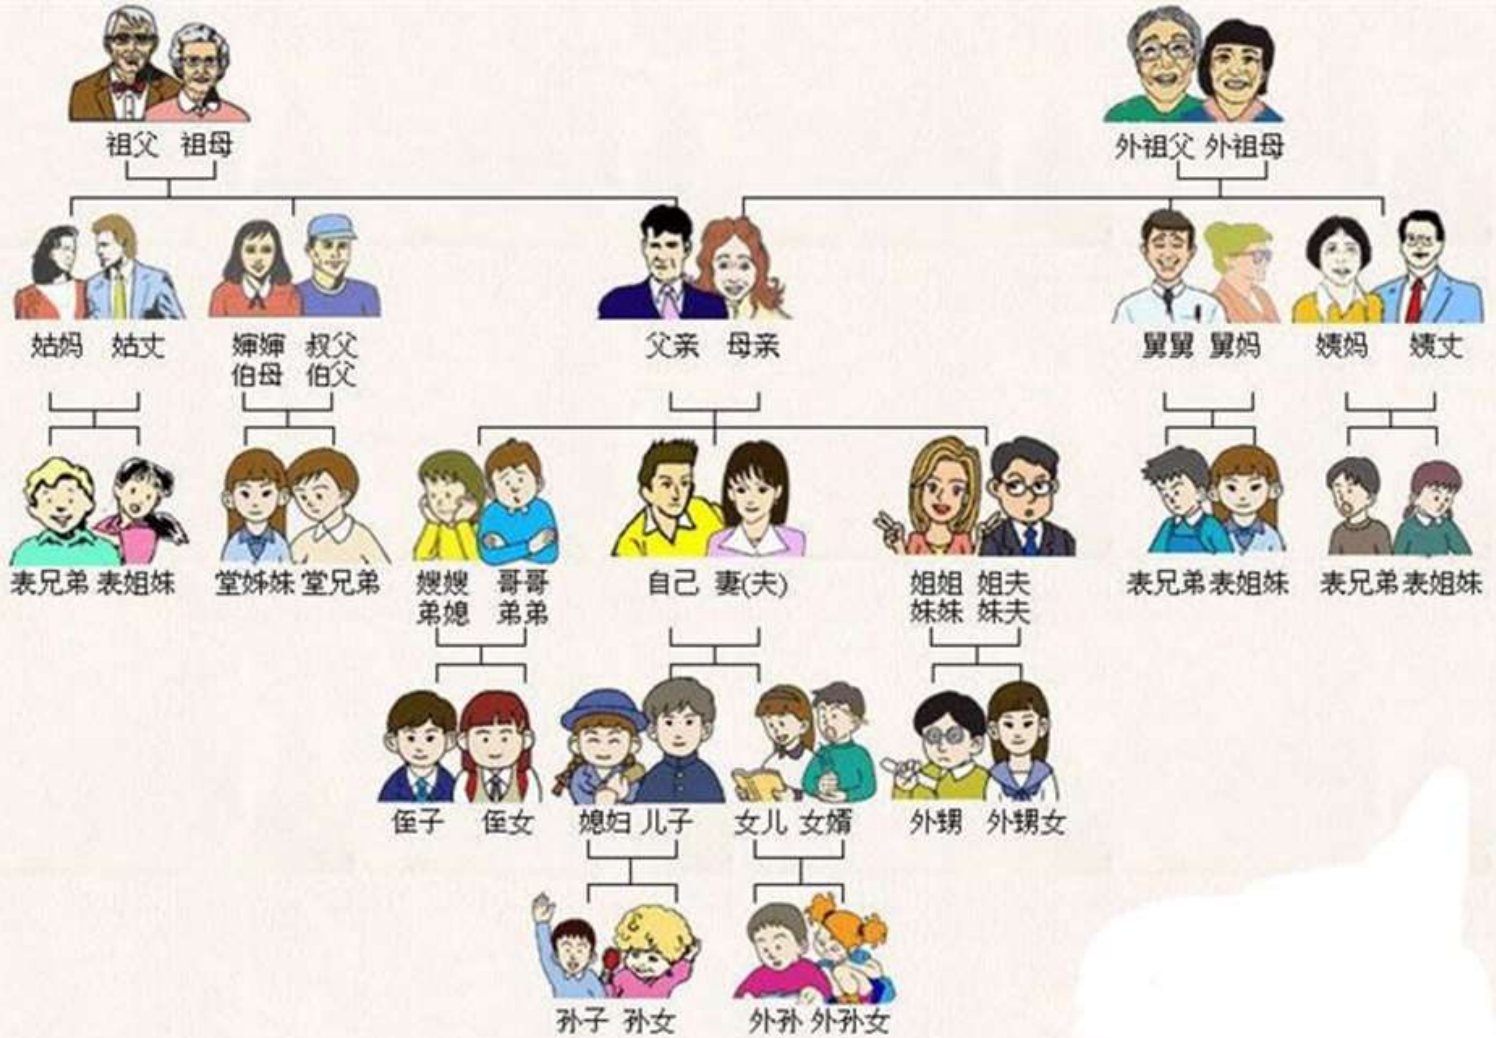 祖父 祖母 外祖父 外祖母
姑妈 姑丈 婶婶 叔父 父亲 母亲 舅舅 舅妈 姨妈 姨丈
伯母 伯父
表兄弟 表姐妹 堂姊妹 堂兄弟 嫂嫂 哥哥 自己 妻(夫) 姐姐 姐夫 表兄弟 表姐妹 表兄弟 表姐妹
弟媳 弟弟 妹妹 妹夫
侄子 侄女 媳妇 儿子 女儿 女婿 外甥 外甥女
孙子 孙女 外孙 外孙女